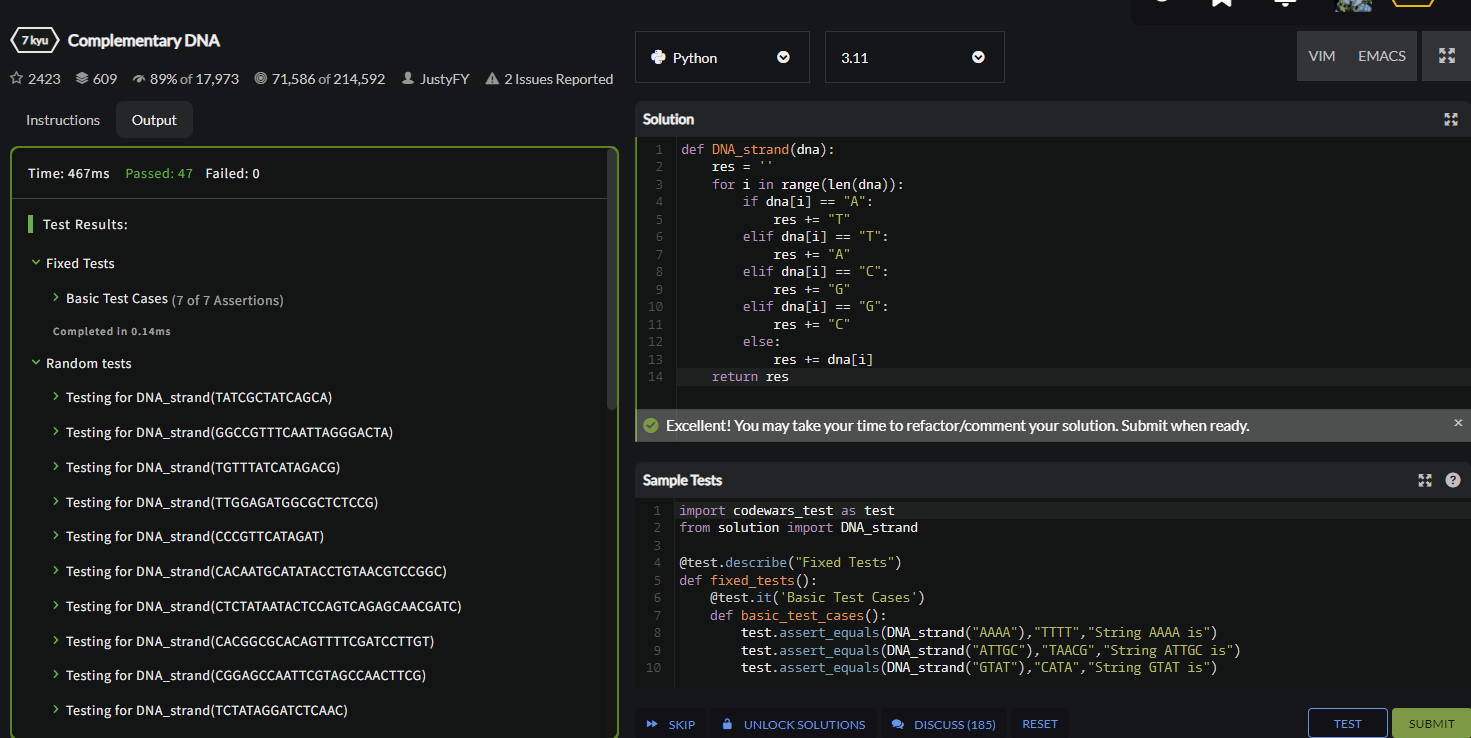 7 kyu Complementary DNA
2423 609 89% of 17,973 71,586 of 214,592 JustyFY 2 Issues Reported
Instructions Output
Time: 467ms Passed: 47 Failed: 0
Test Results:
Fixed Tests
Basic Test Cases (7 of 7 Assertions)
Completed in 0.14ms
Random tests
Testing for DNA_strand(TATCGCTATCAGCA)
Testing for DNA_strand(GGCCGTTTCAATTAGGGACTA)
Testing for DNA_strand(TGTTTATCATAGACG)
Testing for DNA_strand(TTGGAGATGGCGCTCTCCG)
Testing for DNA_strand(CCCGTTCATAGAT)
Testing for DNA_strand(CACAATGCATATACCTGTAACGTCCGGC)
Testing for DNA_strand(CTCTATAATACTCCAGTCAGAGCAACGATC)
Testing for DNA_strand(CACGGCGCACAGTTTTCGATCCTTGT)
Testing for DNA_strand(CGGAGCCAATTCGTAGCCAACTTCG)
Testing for DNA_strand(TCTATAGGATCTCAAC)
Python 3.11 VIM EMACS
Solution
1 def DNA_strand(dna):
2     res = ''
3     for i in range(len(dna)):
4         if dna[i] == "A":
5             res += "T"
6         elif dna[i] == "T":
7             res += "A"
8         elif dna[i] == "C":
9             res += "G"
10         elif dna[i] == "G":
11             res += "C"
12         else:
13             res += dna[i]
14     return res
Excellent! You may take your time to refactor/comment your solution. Submit when ready. ×
Sample Tests ?
1 import codewars_test as test
2 from solution import DNA_strand
3
4 @test.describe("Fixed Tests")
5 def fixed_tests():
6     @test.it('Basic Test Cases')
7     def basic_test_cases():
8         test.assert_equals(DNA_strand("AAAA"),"TTTT","String AAAA is")
9         test.assert_equals(DNA_strand("ATTGC"),"TAACG","String ATTGC is")
10         test.assert_equals(DNA_strand("GTAT"),"CATA","String GTAT is")
SKIP UNLOCK SOLUTIONS DISCUSS (185) RESET TEST SUBMIT